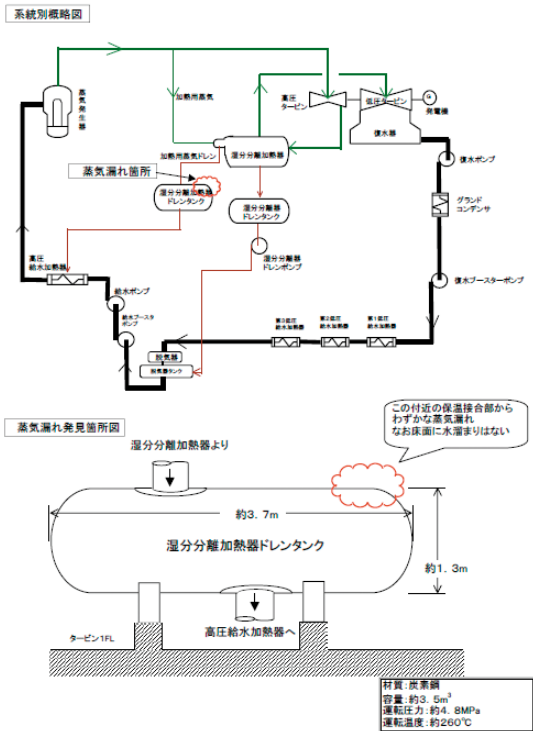 系統別概略図
蒸気発生器
加熱用蒸気
高圧
タービン
低圧タービン
G
発電機
復水器
加熱用蒸気ドレン
湿分分離加熱器
復水ポンプ
蒸気漏れ箇所
湿分分離加熱器
ドレンタンク
湿分分離器
ドレンタンク
グランド
コンデンサ
湿分分離器
ドレンポンプ
高圧
給水加熱器
復水ブースターポンプ
給水ポンプ
給水ブースタ
ポンプ
第3低圧
給水加熱器
第2低圧
給水加熱器
第1低圧
給水加熱器
脱気器
脱気器タンク
蒸気漏れ発見箇所図
この付近の保温接合部から
わずかな蒸気漏れ
なお床面に水溜まりはない
湿分分離加熱器より
約3.7m
湿分分離加熱器ドレンタンク
約1.3m
高圧給水加熱器へ
タービン1FL
材質:炭素鋼
容量:約3.5m³
運転圧力:約4.8MPa
運転温度:約260℃